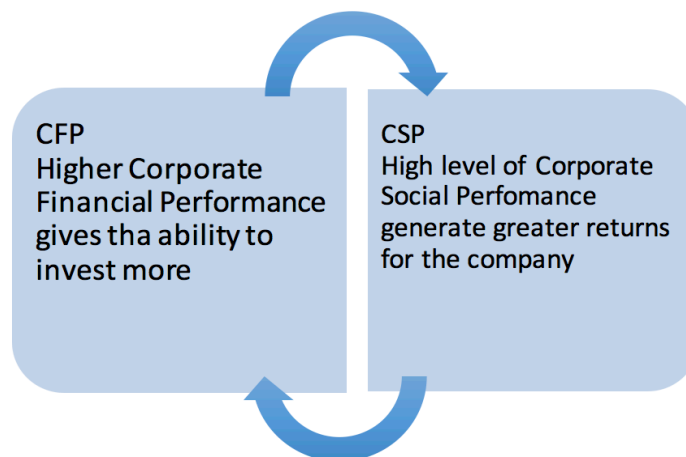 CFP
Higher Corporate
Financial Performance
gives tha ability to
invest more
CSP
High level of Corporate
Social Perfomance
generate greater returns
for the company